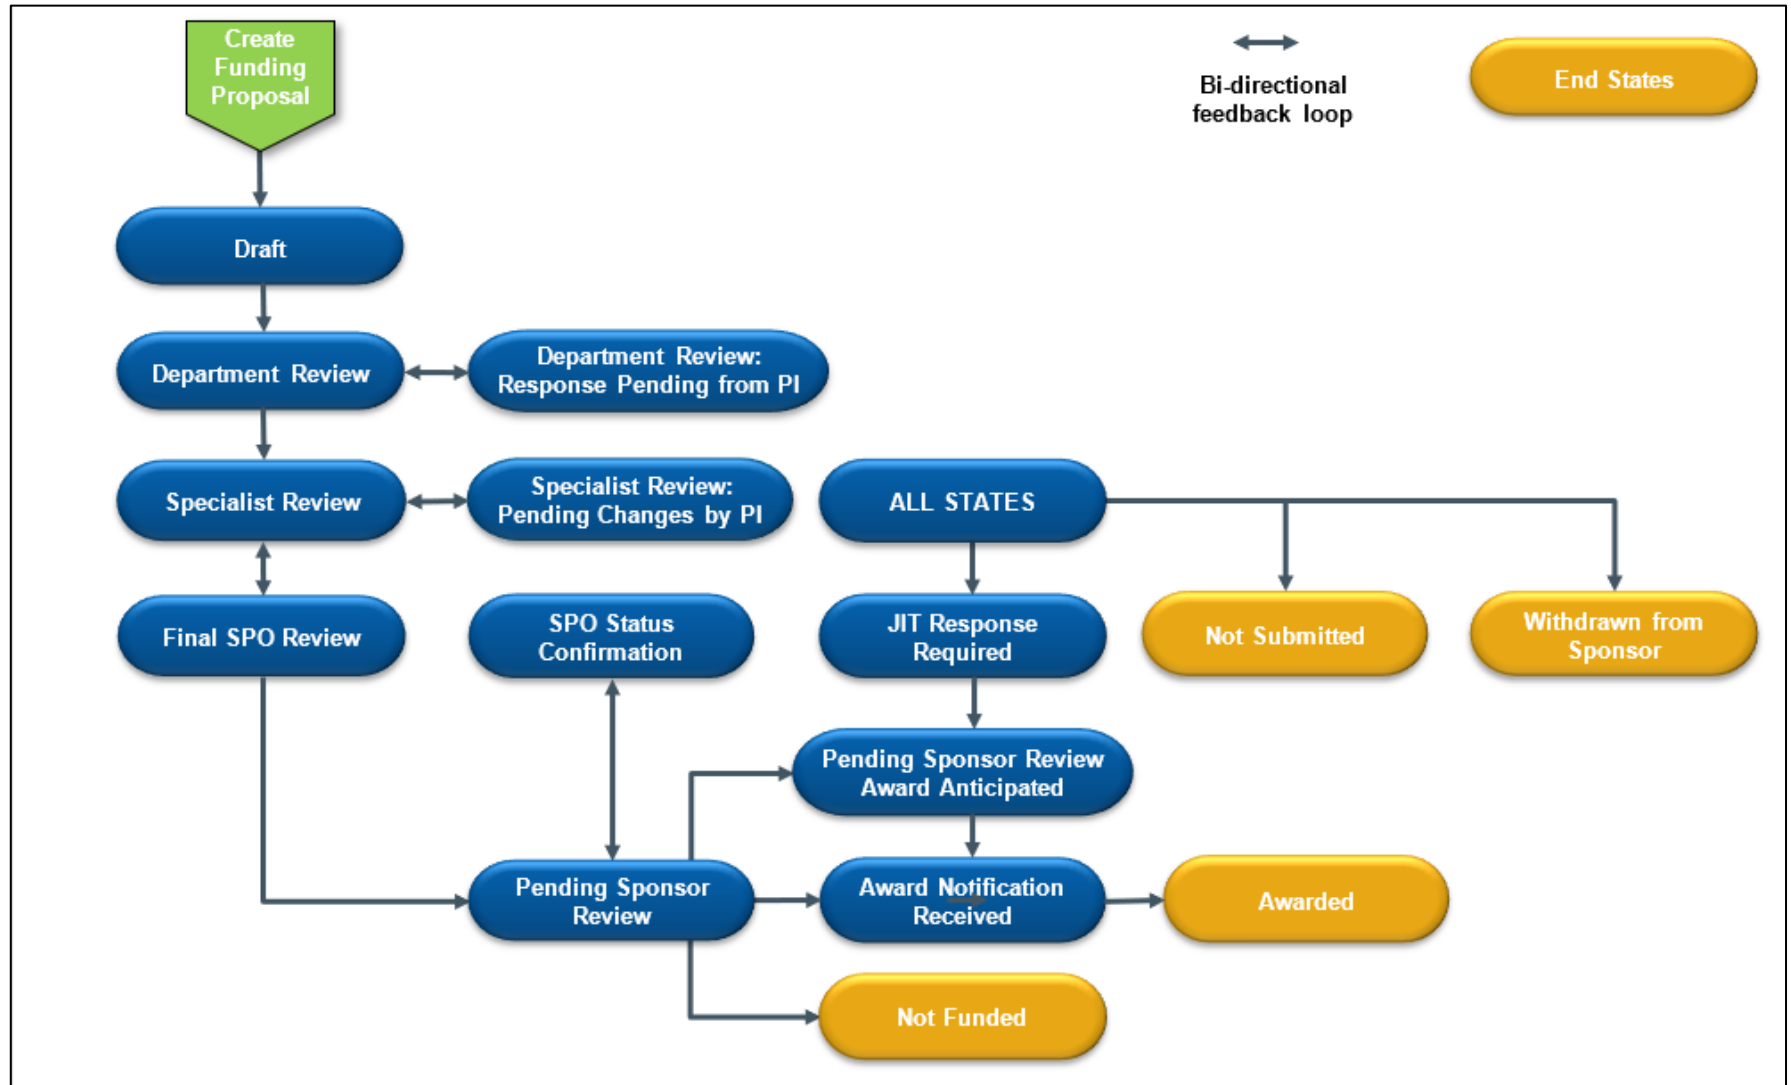 Create
Funding
Proposal
Bi-directional
feedback loop
End States
Draft
Department Review
Department Review:
Response Pending from PI
Specialist Review
Specialist Review:
Pending Changes by PI
ALL STATES
Final SPO Review
SPO Status
Confirmation
JIT Response
Required
Not Submitted
Withdrawn from
Sponsor
Pending Sponsor Review
Award Anticipated
Pending Sponsor
Review
Award Notification
Received
Awarded
Not Funded